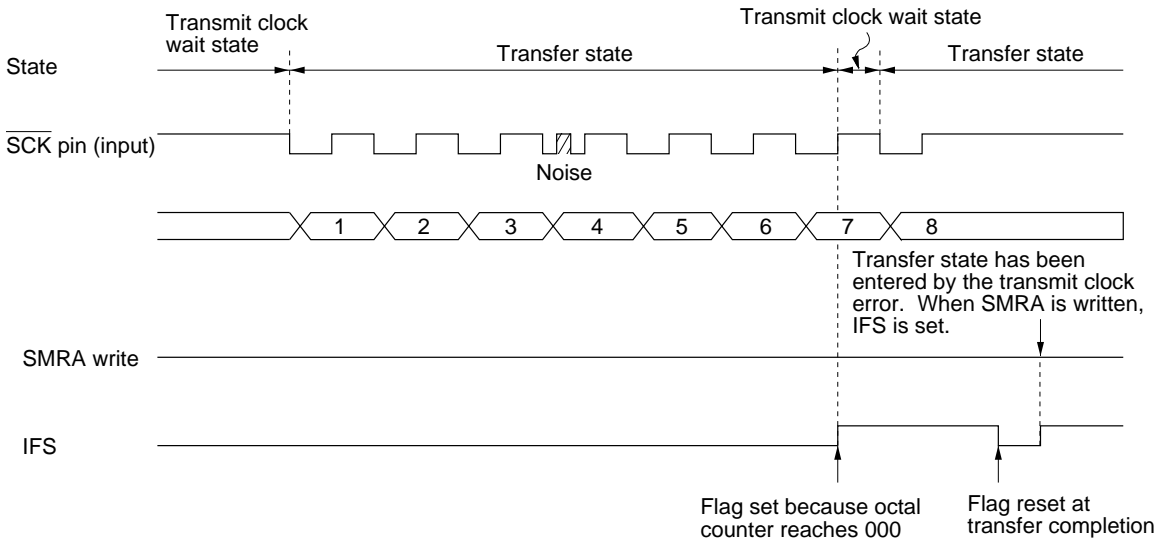 Transmit clock
wait state
Transmit clock wait state
State
Transfer state
Transfer state
SCK pin (input)
Noise
1 2 3 4 5 6 7 8
Transfer state has been
entered by the transmit clock
error. When SMRA is written,
IFS is set.
SMRA write
IFS
Flag set because octal
counter reaches 000
Flag reset at
transfer completion